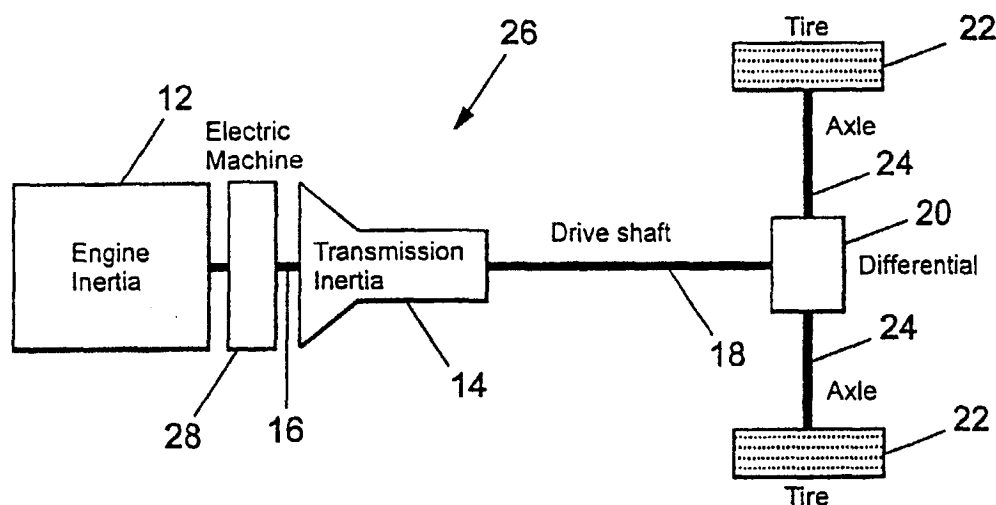 26
Tire
22
12
Electric
Machine
Axle
24
20
Engine
Inertia
Transmission
Inertia
Drive shaft
Differential
18
24
14
28
16
Axle
22
Tire